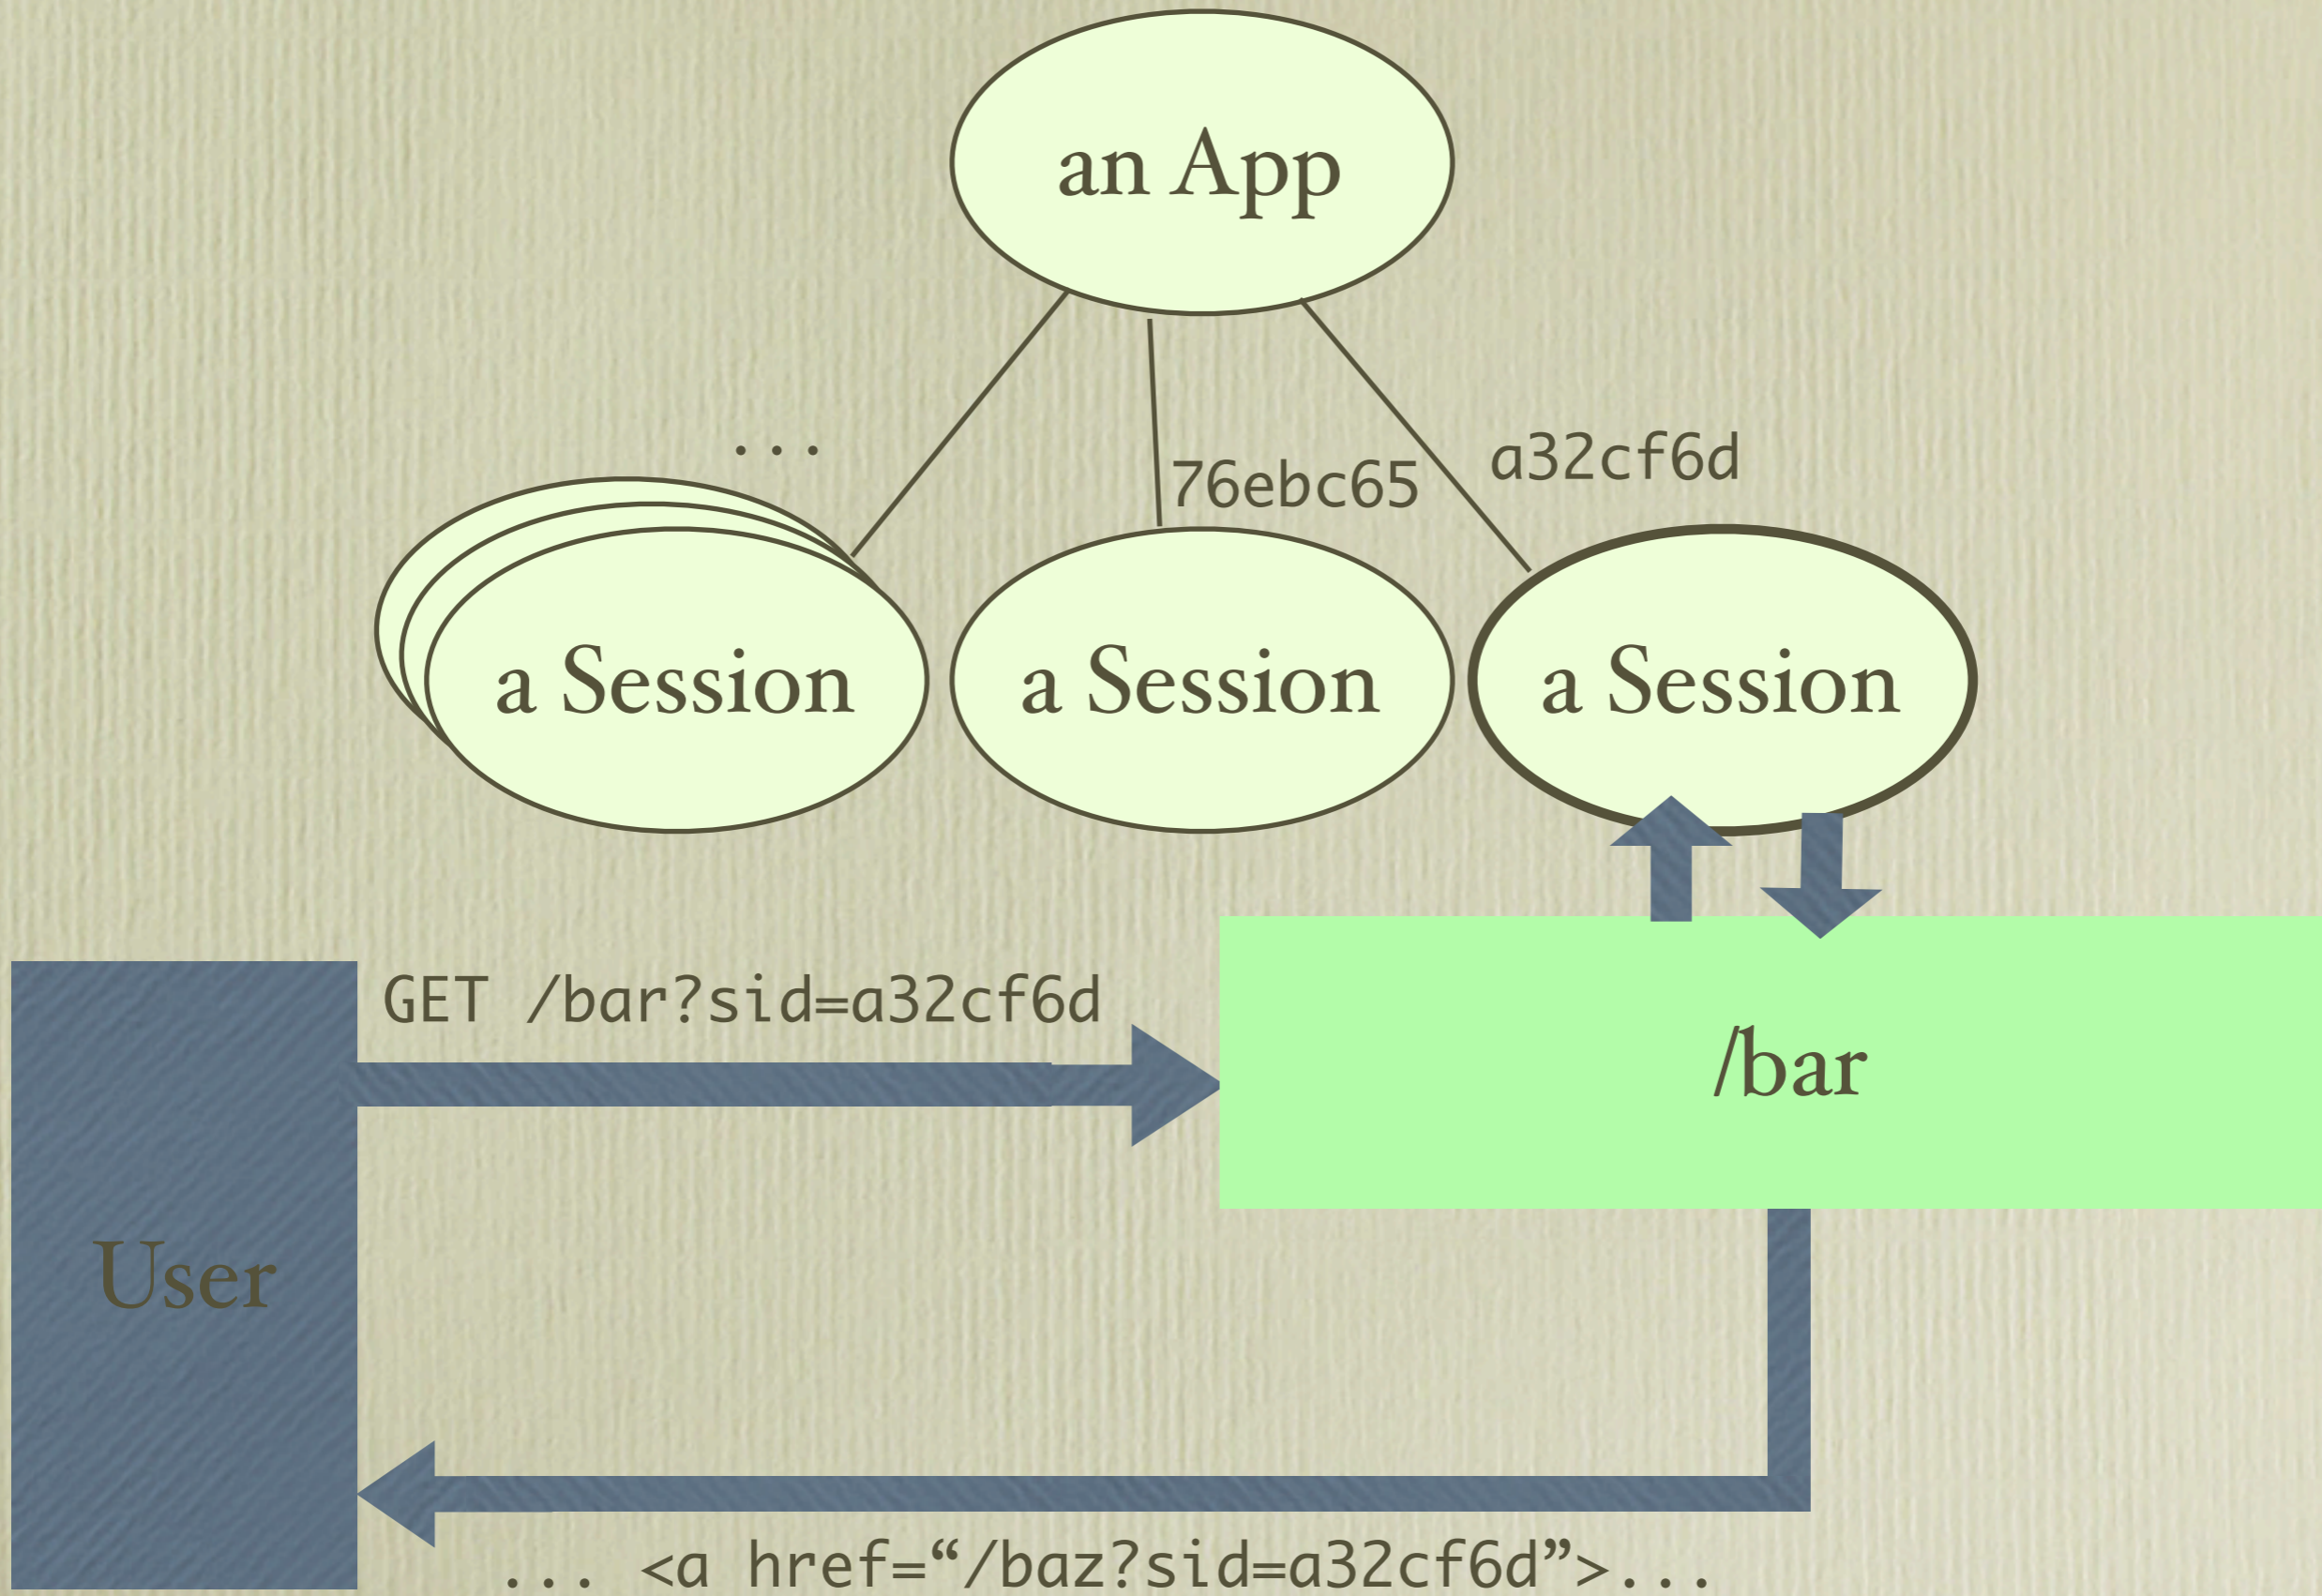 an App
...
76ebc65
a32cf6d
a Session
a Session
a Session
GET /bar?sid=a32cf6d
/bar
User
... <a href=“/baz?sid=a32cf6d”>...